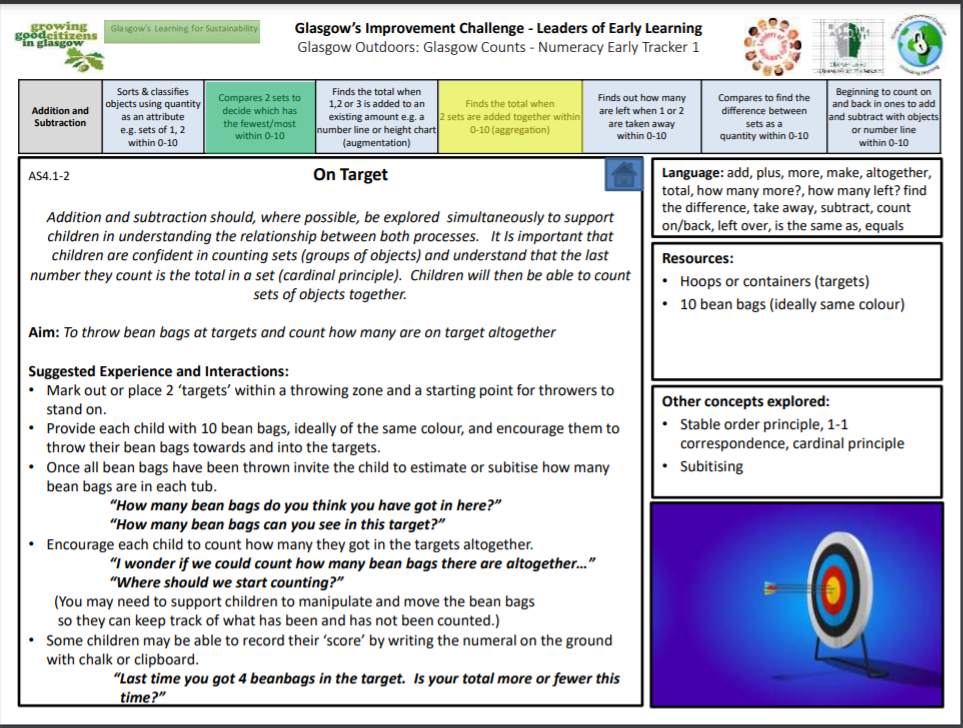 growing
good citizens
in glasgow
Glasgow's Learning for Sustainability
Glasgow's Improvement Challenge - Leaders of Early Learning
Glasgow Outdoors: Glasgow Counts - Numeracy Early Tracker 1
Addition and
Subtraction
Sorts & classifies
objects using quantity
as an attribute
e.g. sets of 1, 2
within 0-10
Compares 2 sets to
decide which has
the fewest/most
within 0-10
Finds the total when
1,2 or 3 is added to an
existing amount e.g. a
number line or height chart
(augmentation)
Finds the total when
2 sets are added together within
0-10 (aggregation)
Finds out how many
are left when 1 or 2
are taken away
within 0-10
Compares to find the
difference between
sets as a
quantity within 0-10
Beginning to count on
and back in ones to add
and subtract with objects
or number line
within 0-10
AS4.1-2
On Target
Addition and subtraction should, where possible, be explored simultaneously to support
children in understanding the relationship between both processes. It Is important that
children are confident in counting sets (groups of objects) and understand that the last
number they count is the total in a set (cardinal principle). Children will then be able to count
sets of objects together.
Aim: To throw bean bags at targets and count how many are on target altogether
Suggested Experience and Interactions:
• Mark out or place 2 ‘targets’ within a throwing zone and a starting point for throwers to
stand on.
• Provide each child with 10 bean bags, ideally of the same colour, and encourage them to
throw their bean bags towards and into the targets.
• Once all bean bags have been thrown invite the child to estimate or subitise how many
bean bags are in each tub.
“How many bean bags do you think you have got in here?”
“How many bean bags can you see in this target?”
• Encourage each child to count how many they got in the targets altogether.
“I wonder if we could count how many bean bags there are altogether…”
“Where should we start counting?”
(You may need to support children to manipulate and move the bean bags
so they can keep track of what has been and has not been counted.)
• Some children may be able to record their ‘score’ by writing the numeral on the ground
with chalk or clipboard.
“Last time you got 4 beanbags in the target. Is your total more or fewer this
time?”
Language: add, plus, more, make, altogether,
total, how many more?, how many left? find
the difference, take away, subtract, count
on/back, left over, is the same as, equals
Resources:
• Hoops or containers (targets)
• 10 bean bags (ideally same colour)
Other concepts explored:
• Stable order principle, 1-1
correspondence, cardinal principle
• Subitising